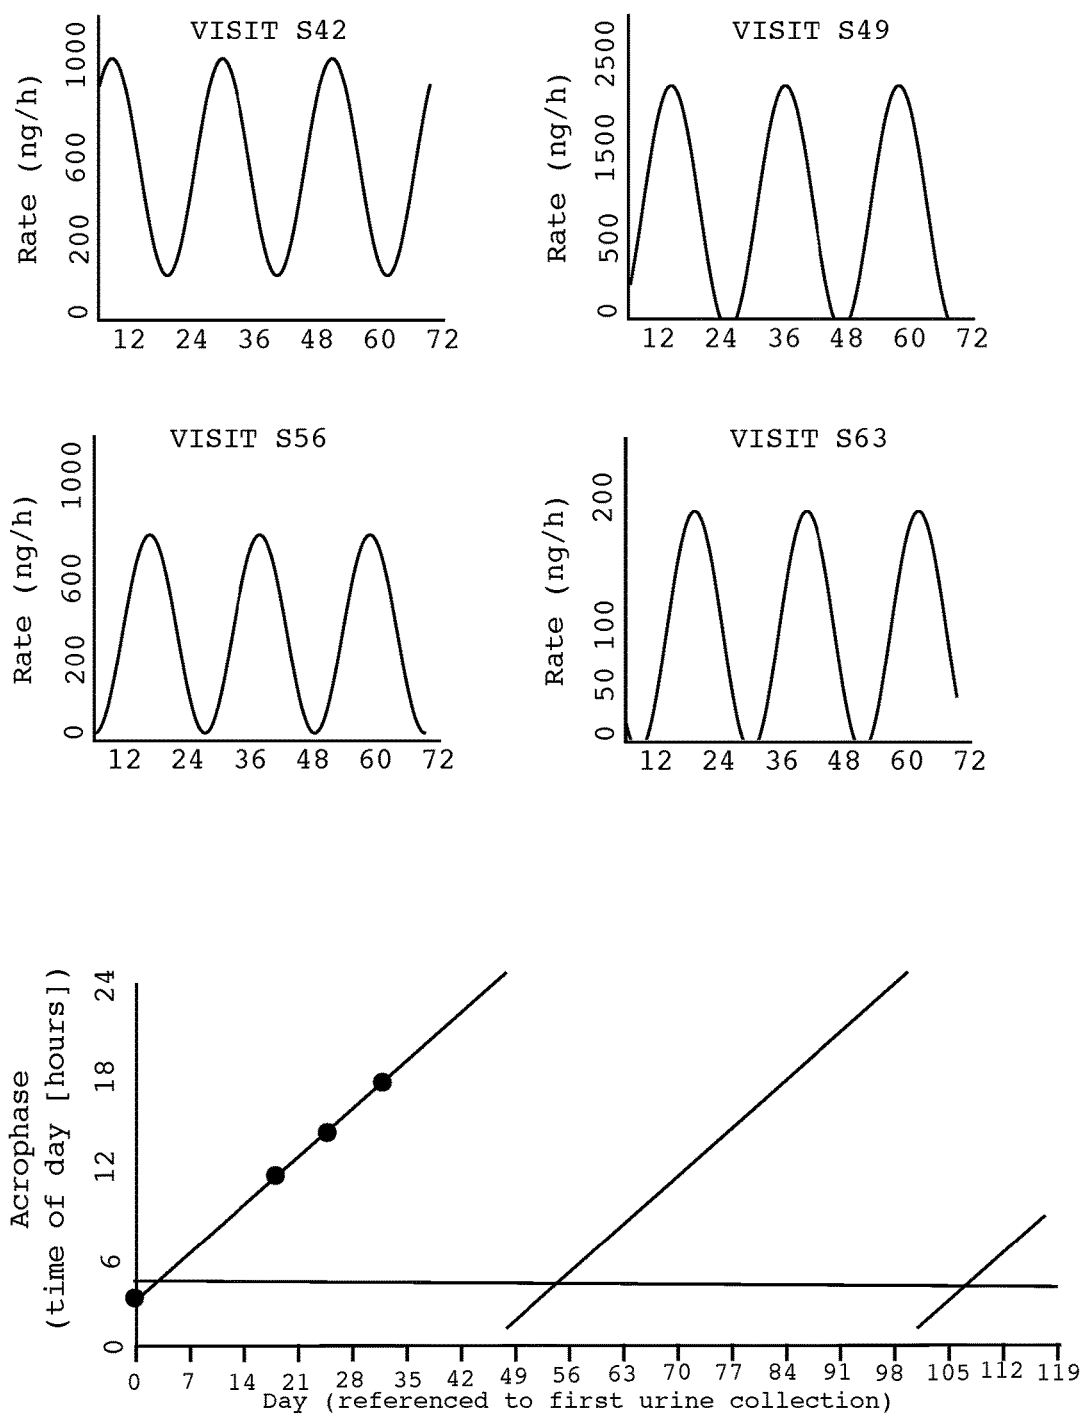 VISIT S42
Rate (ng/h)
0 200 600 1000
12 24 36 48 60 72
VISIT S49
Rate (ng/h)
0 500 1500 2500
12 24 36 48 60 72
VISIT S56
Rate (ng/h)
0 200 600 1000
12 24 36 48 60 72
VISIT S63
Rate (ng/h)
0 50 100 200
12 24 36 48 60 72
Acrophase
(time of day [hours])
0 6 12 18 24
0 7 14 21 28 35 42 49 56 63 70 77 84 91 98 105 112 119
Day (referenced to first urine collection)